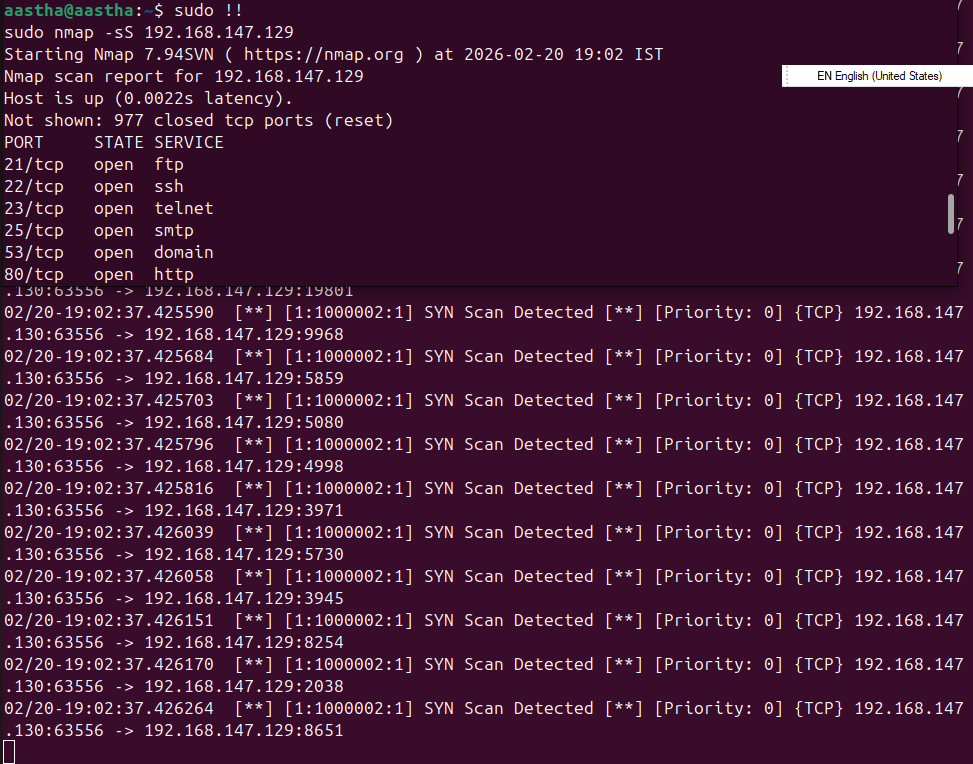 aastha@aastha:~$ sudo !!
sudo nmap -sS 192.168.147.129
Starting Nmap 7.94SVN ( https://nmap.org ) at 2026-02-20 19:02 IST
Nmap scan report for 192.168.147.129
EN English (United States)
Host is up (0.0022s latency).
Not shown: 977 closed tcp ports (reset)
PORT     STATE SERVICE
21/tcp   open  ftp
22/tcp   open  ssh
23/tcp   open  telnet
25/tcp   open  smtp
53/tcp   open  domain
80/tcp   open  http
.130:63556 -> 192.168.147.129:19801
02/20-19:02:37.425590  [**] [1:1000002:1] SYN Scan Detected [**] [Priority: 0] {TCP} 192.168.147
.130:63556 -> 192.168.147.129:9968
02/20-19:02:37.425684  [**] [1:1000002:1] SYN Scan Detected [**] [Priority: 0] {TCP} 192.168.147
.130:63556 -> 192.168.147.129:5859
02/20-19:02:37.425703  [**] [1:1000002:1] SYN Scan Detected [**] [Priority: 0] {TCP} 192.168.147
.130:63556 -> 192.168.147.129:5080
02/20-19:02:37.425796  [**] [1:1000002:1] SYN Scan Detected [**] [Priority: 0] {TCP} 192.168.147
.130:63556 -> 192.168.147.129:4998
02/20-19:02:37.425816  [**] [1:1000002:1] SYN Scan Detected [**] [Priority: 0] {TCP} 192.168.147
.130:63556 -> 192.168.147.129:3971
02/20-19:02:37.426039  [**] [1:1000002:1] SYN Scan Detected [**] [Priority: 0] {TCP} 192.168.147
.130:63556 -> 192.168.147.129:5730
02/20-19:02:37.426058  [**] [1:1000002:1] SYN Scan Detected [**] [Priority: 0] {TCP} 192.168.147
.130:63556 -> 192.168.147.129:3945
02/20-19:02:37.426151  [**] [1:1000002:1] SYN Scan Detected [**] [Priority: 0] {TCP} 192.168.147
.130:63556 -> 192.168.147.129:8254
02/20-19:02:37.426170  [**] [1:1000002:1] SYN Scan Detected [**] [Priority: 0] {TCP} 192.168.147
.130:63556 -> 192.168.147.129:2038
02/20-19:02:37.426264  [**] [1:1000002:1] SYN Scan Detected [**] [Priority: 0] {TCP} 192.168.147
.130:63556 -> 192.168.147.129:8651